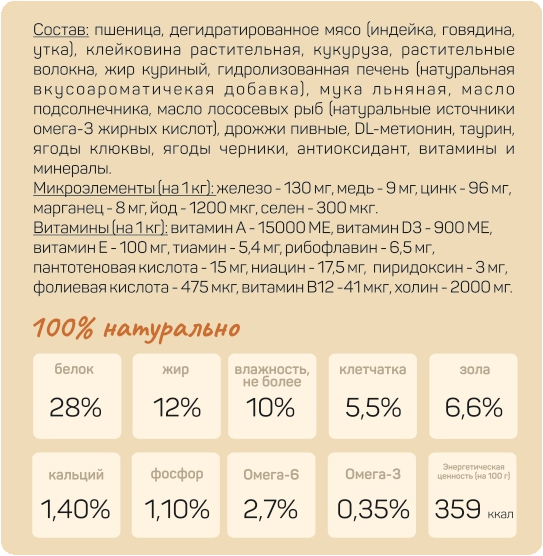 Состав: пшеница, дегидратированное мясо (индейка, говядина,
утка), клейковина растительная, кукуруза, растительные
волокна, жир куриный, гидролизованная печень (натуральная
вкусоароматичекая добавка), мука льняная, масло
подсолнечника, масло лососевых рыб (натуральные источники
омега-3 жирных кислот), дрожжи пивные, DL-метионин, таурин,
ягоды клюквы, ягоды черники, антиоксидант, витамины и
минералы.
Микроэлементы (на 1 кг): железо - 130 мг, медь - 9 мг, цинк - 96 мг,
марганец - 8 мг, йод - 1200 мкг, селен - 300 мкг.
Витамины (на 1 кг): витамин А - 15000 МЕ, витамин D3 - 900 МЕ,
витамин Е - 100 мг, тиамин - 5,4 мг, рибофлавин - 6,5 мг,
пантотеновая кислота - 15 мг, ниацин - 17,5 мг, пиридоксин - 3 мг,
фолиевая кислота - 475 мкг, витамин В12 -41 мкг, холин - 2000 мг.
100% натурально
белок
28%
жир
12%
влажность,
не более
10%
клетчатка
5,5%
зола
6,6%
кальций
1,40%
фосфор
1,10%
Омега-6
2,7%
Омега-3
0,35%
Энергетическая
ценность (на 100 г)
359 ккал